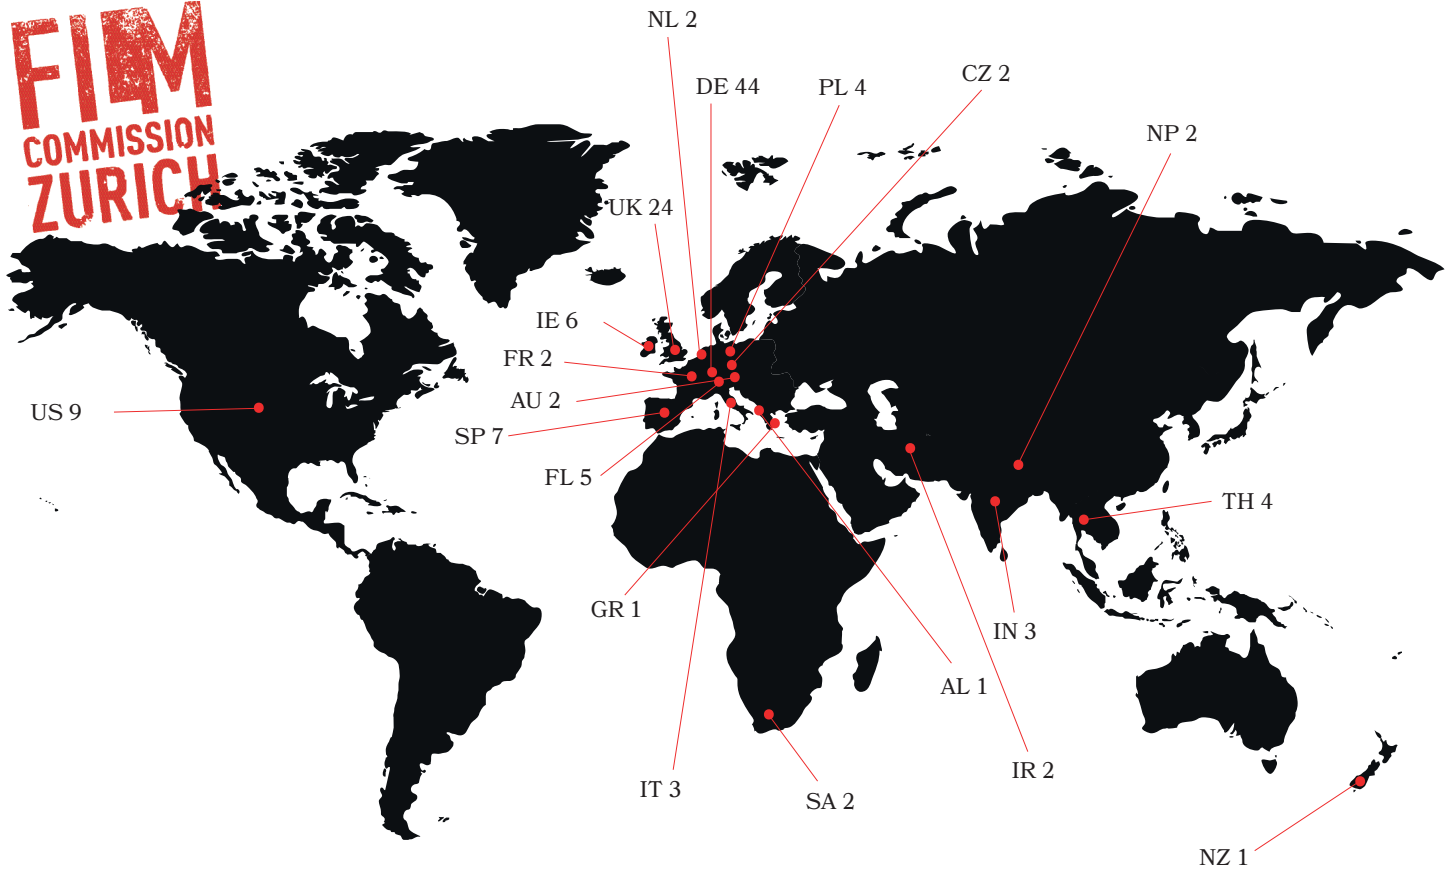 FILM
COMMISSION
ZURICH
NL 2
DE 44
PL 4
CZ 2
NP 2
UK 24
IE 6
FR 2
AU 2
US 9
SP 7
FL 5
TH 4
GR 1
IN 3
AL 1
IT 3
SA 2
IR 2
NZ 1